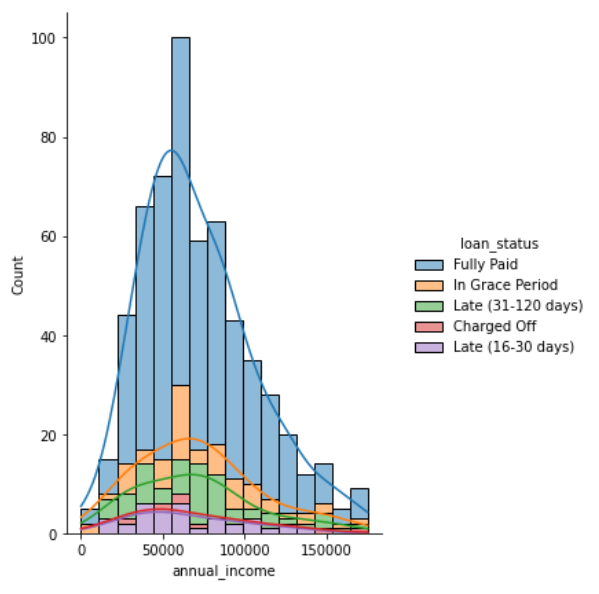 100
80
60
40
20
0
Count
0 50000 100000 150000
annual_income
loan_status
Fully Paid
In Grace Period
Late (31-120 days)
Charged Off
Late (16-30 days)